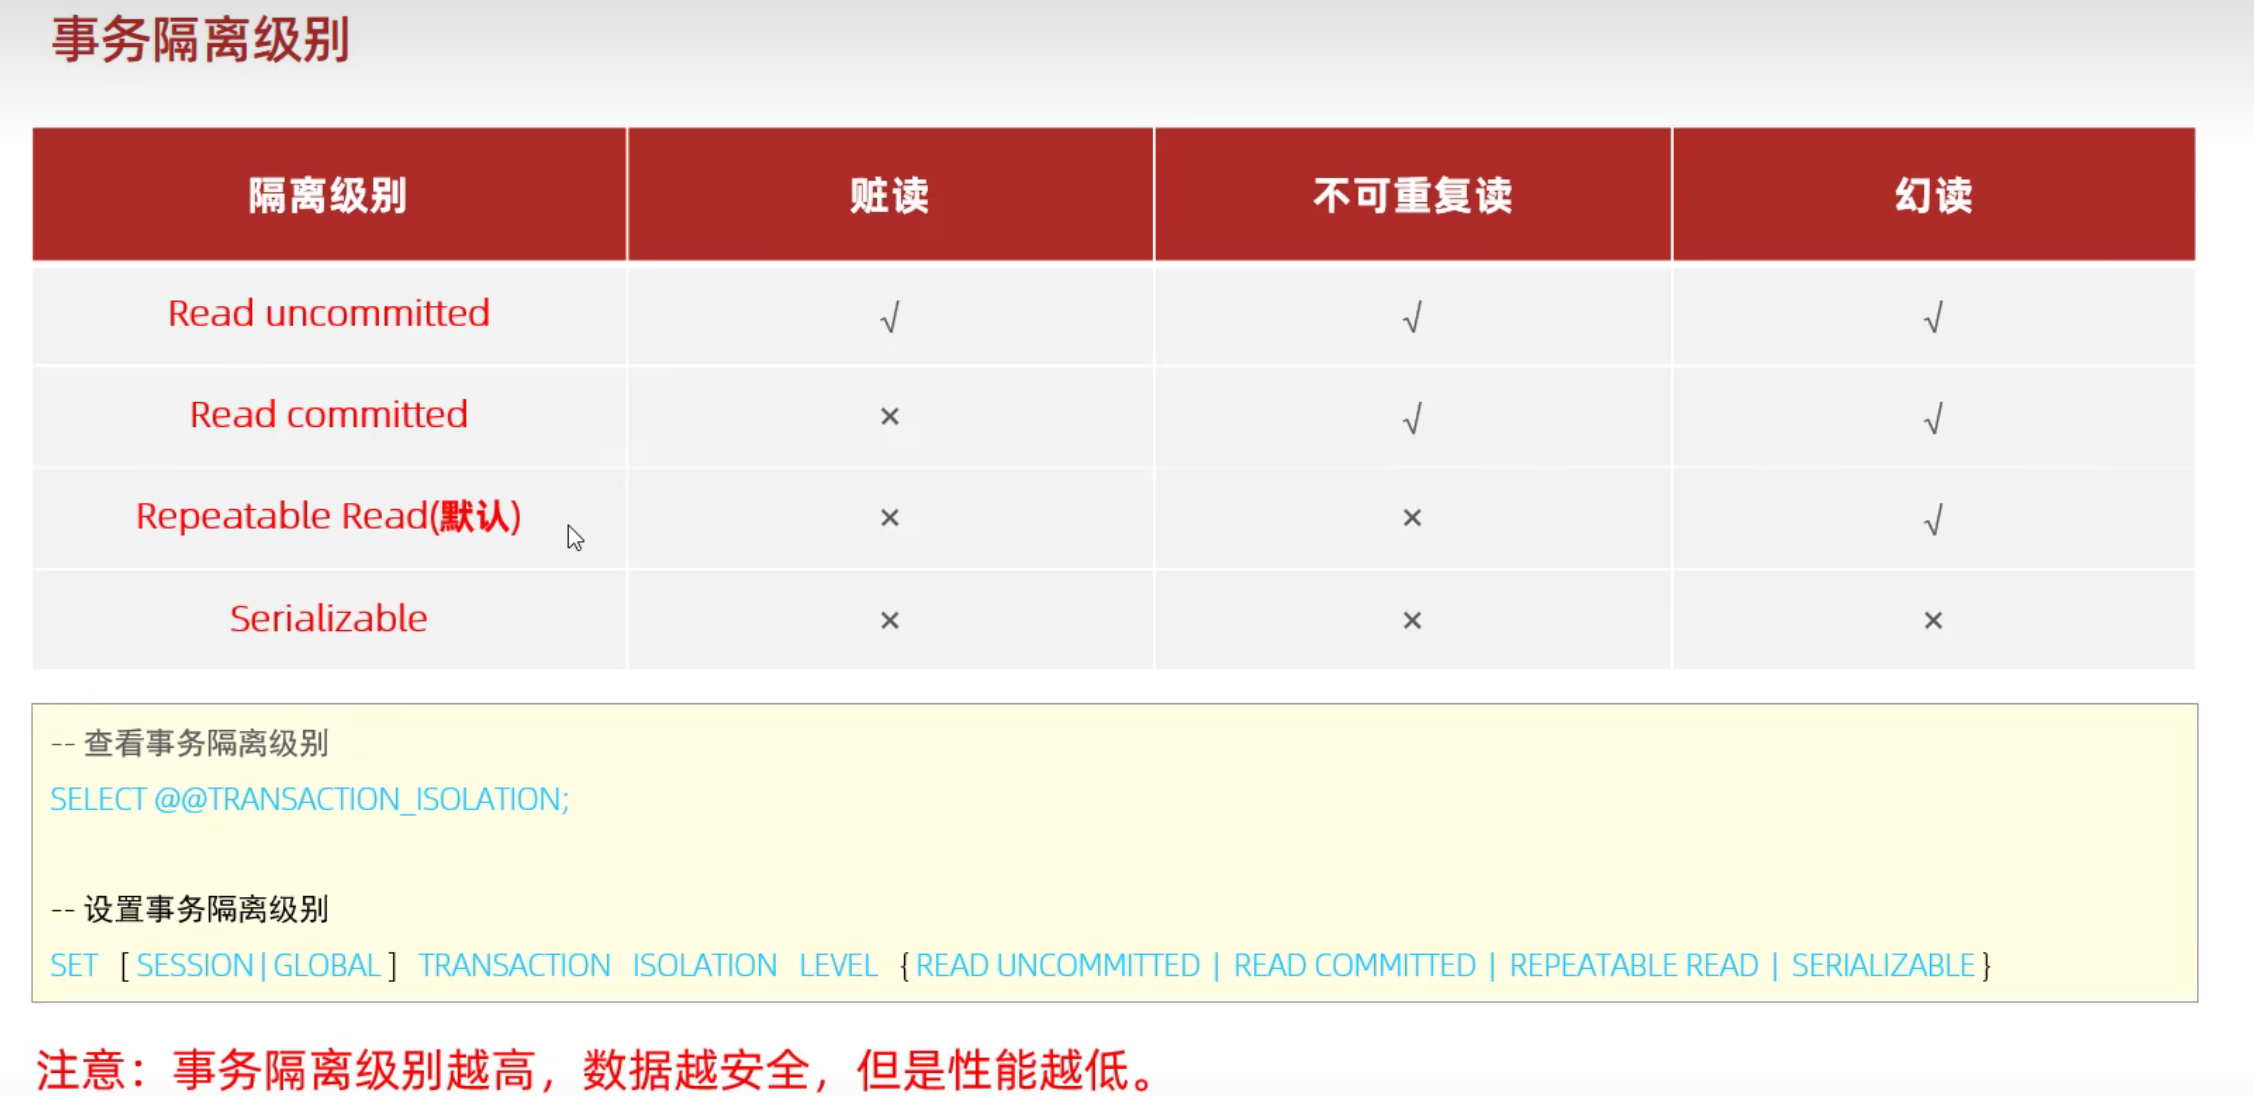 事务隔离级别
隔离级别 脏读 不可重复读 幻读
Read uncommitted √ √ √
Read committed × √ √
Repeatable Read(默认) × × √
Serializable × × ×
-- 查看事务隔离级别
SELECT @@TRANSACTION_ISOLATION;
-- 设置事务隔离级别
SET [ SESSION | GLOBAL ] TRANSACTION ISOLATION LEVEL { READ UNCOMMITTED | READ COMMITTED | REPEATABLE READ | SERIALIZABLE }
注意：事务隔离级别越高，数据越安全，但是性能越低。